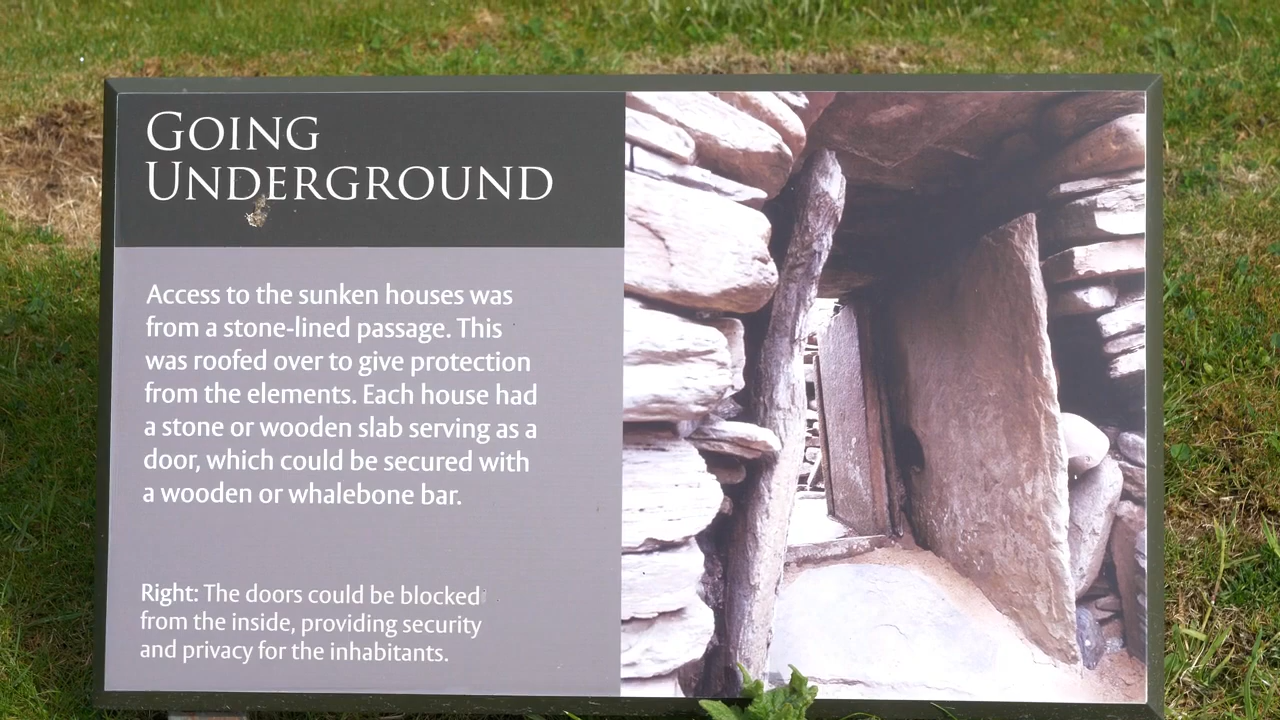 GOING
UNDERGROUND
Access to the sunken houses was
from a stone-lined passage. This
was roofed over to give protection
from the elements. Each house had
a stone or wooden slab serving as a
door, which could be secured with
a wooden or whalebone bar.
Right: The doors could be blocked
from the inside, providing security
and privacy for the inhabitants.